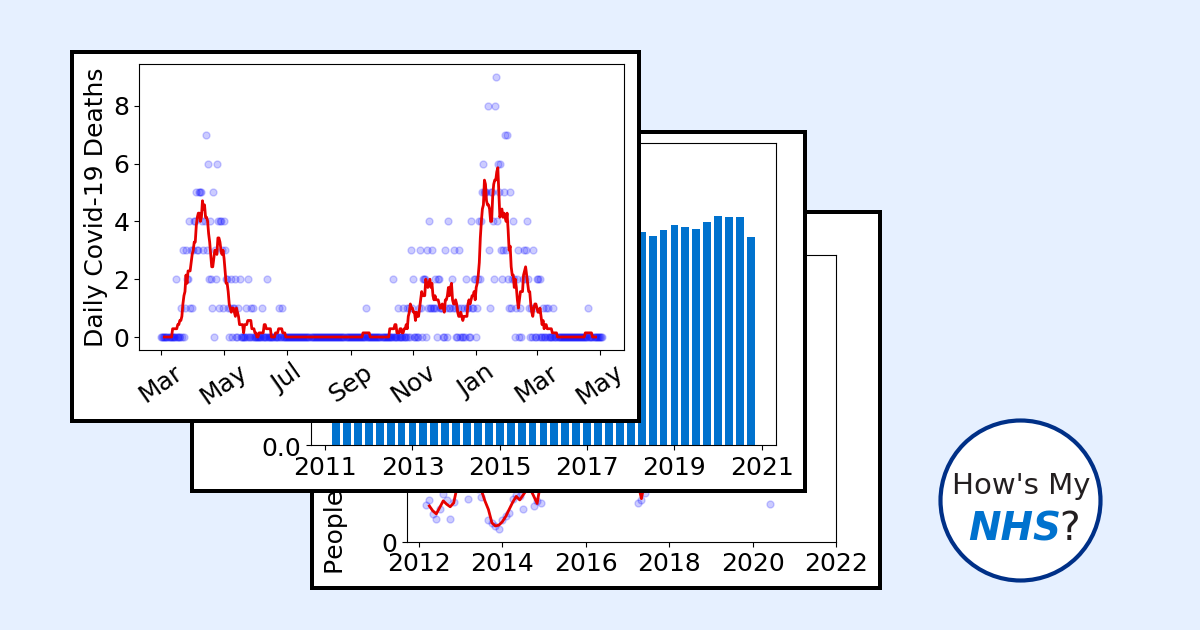 Daily Covid-19 Deaths
8
6
4
2
0
Mar May Jul Sep Nov Jan Mar May
0.0
2011 2013 2015 2017 2019 2021
People
0
2012 2014 2016 2018 2020 2022
How's My
NHS?